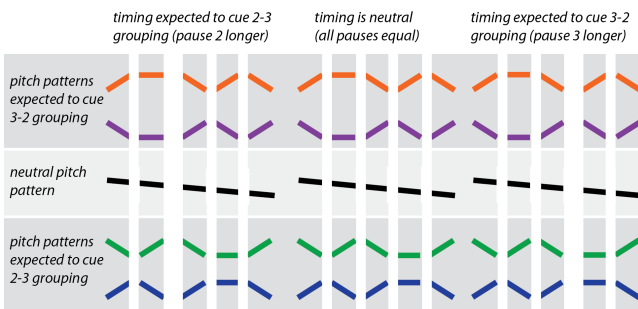 timing expected to cue 2-3
grouping (pause 2 longer)
timing is neutral
(all pauses equal)
timing expected to cue 3-2
grouping (pause 3 longer)
pitch patterns
expected to cue
3-2 grouping
neutral pitch
pattern
pitch patterns
expected to cue
2-3 grouping